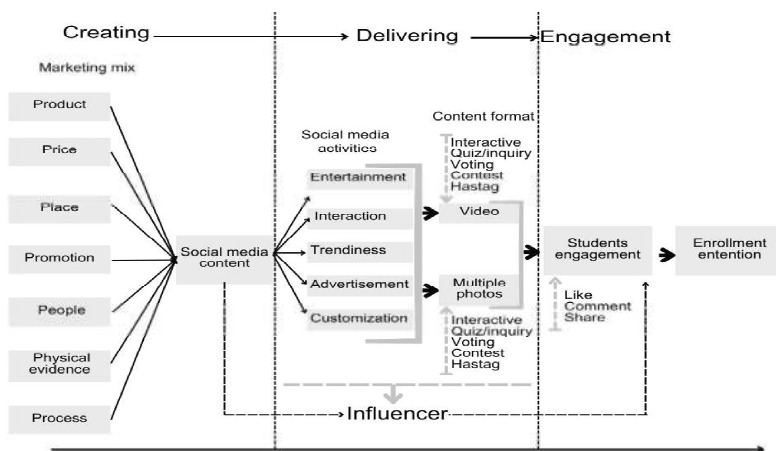 Creating
Delivering
Engagement
Marketing mix
Product
Price
Place
Promotion
People
Physical
evidence
Process
Social media
content
Social media
activities
Entertainment
Interaction
Trendiness
Advertisement
Customization
Content format
Interactive
Quiz/inquiry
Voting
Contest
Hastag
Video
Multiple
photos
Interactive
Quiz/inquiry
Voting
Contest
Hastag
Influencer
Students
engagement
Like
Comment
Share
Enrollment
entention